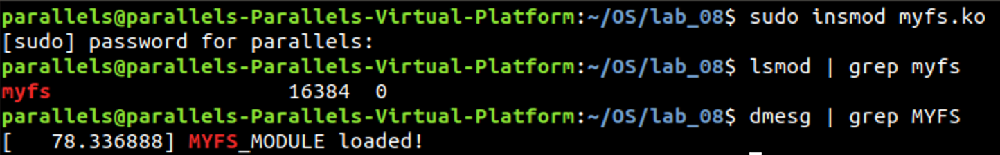 parallels@parallels-Parallels-Virtual-Platform:~/OS/lab_08$ sudo insmod myfs.ko
[sudo] password for parallels:
parallels@parallels-Parallels-Virtual-Platform:~/OS/lab_08$ lsmod | grep myfs
myfs                   16384  0
parallels@parallels-Parallels-Virtual-Platform:~/OS/lab_08$ dmesg | grep MYFS
[   78.336888] MYFS_MODULE loaded!